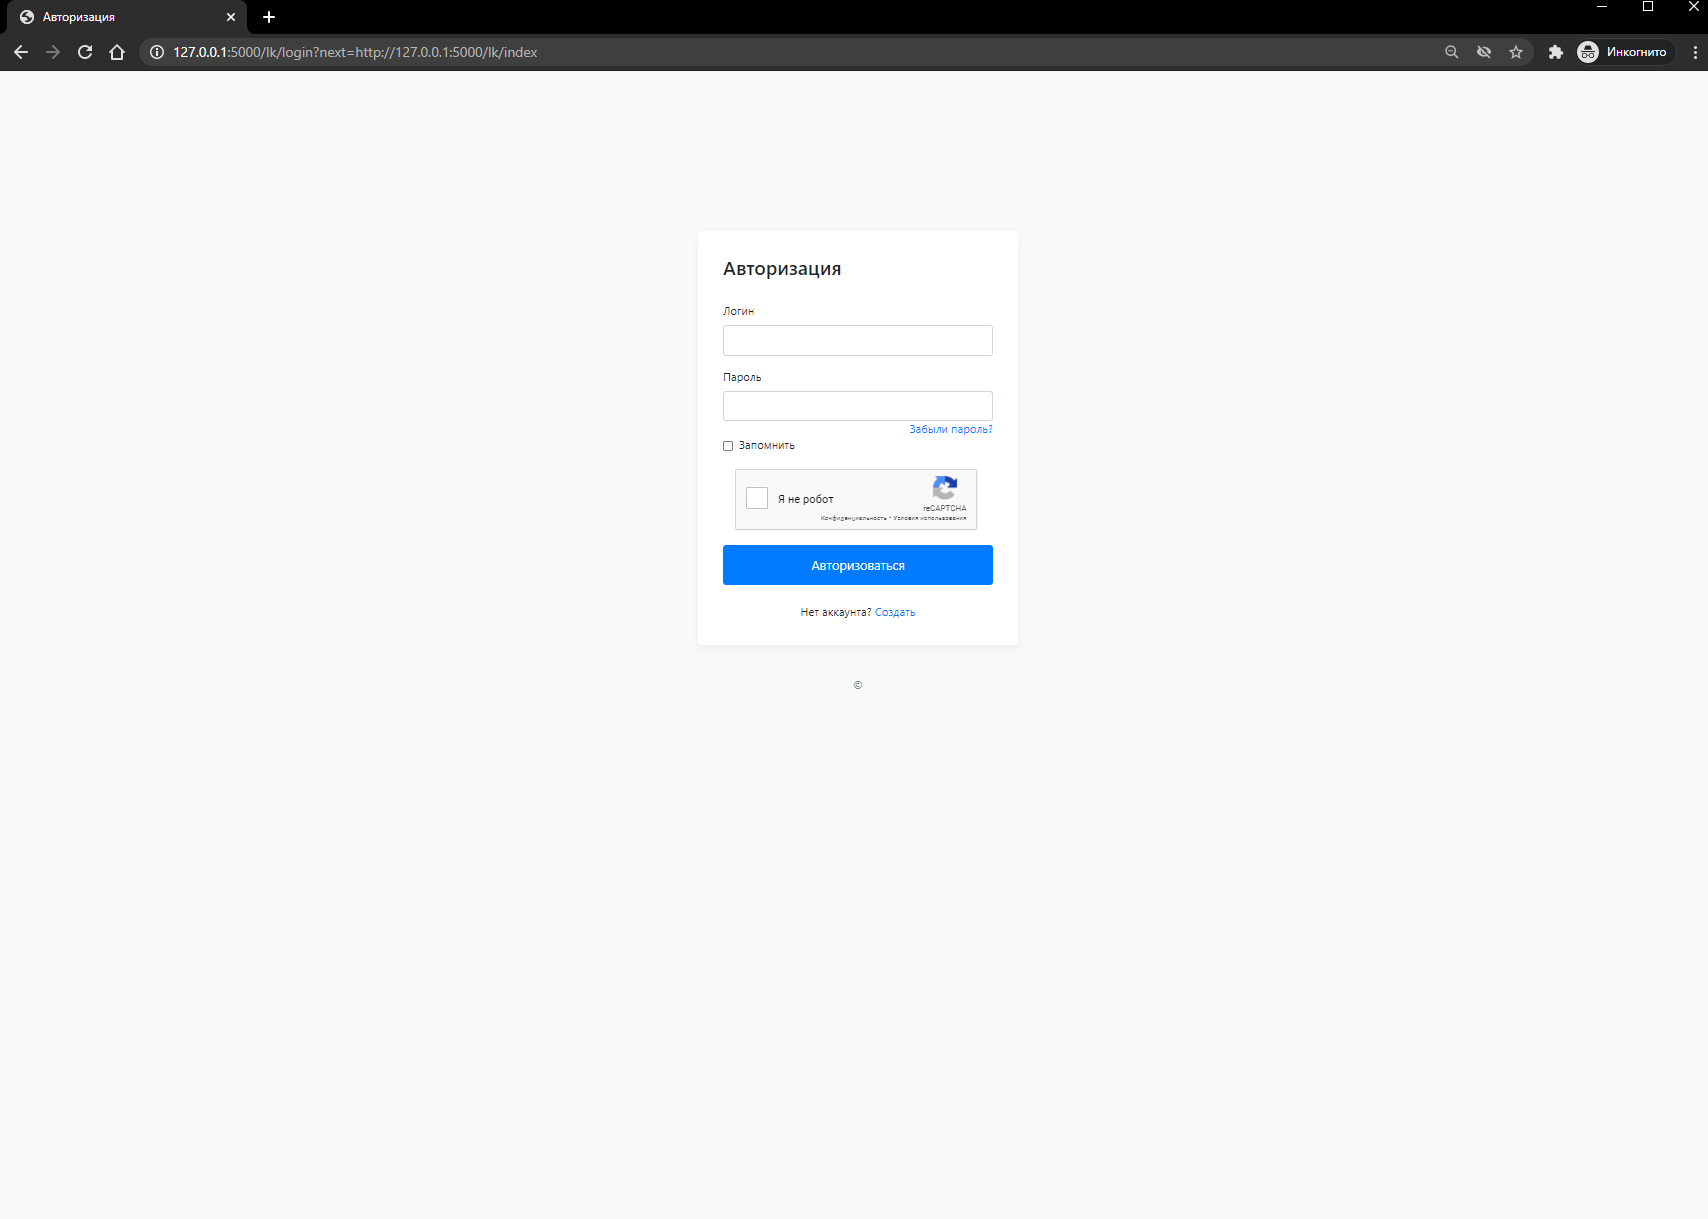 Авторизация
127.0.0.1:5000/lk/login?next=http://127.0.0.1:5000/lk/index
Инкогнито
Авторизация
Логин
Пароль
Забыли пароль?
Запомнить
Я не робот
reCAPTCHA
Конфиденциальность - Условия использования
Авторизоваться
Нет аккаунта? Создать
©